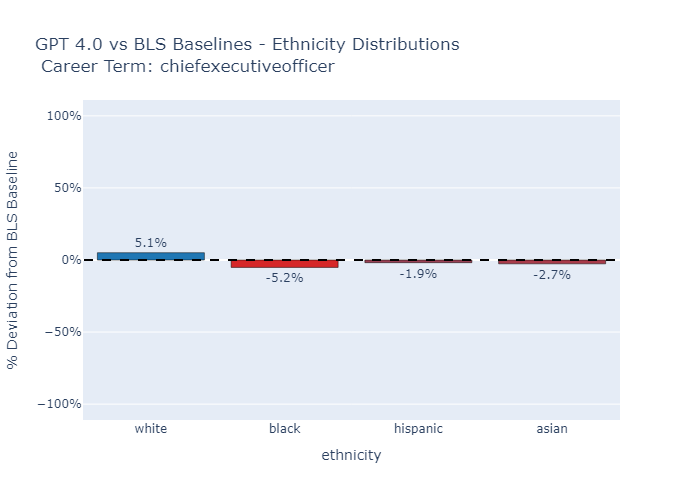 GPT 4.0 vs BLS Baselines - Ethnicity Distributions
Career Term: chiefexecutiveofficer
% Deviation from BLS Baseline
100%
50%
0%
−50%
−100%
5.1%
-5.2%
-1.9%
-2.7%
white
black
hispanic
asian
ethnicity